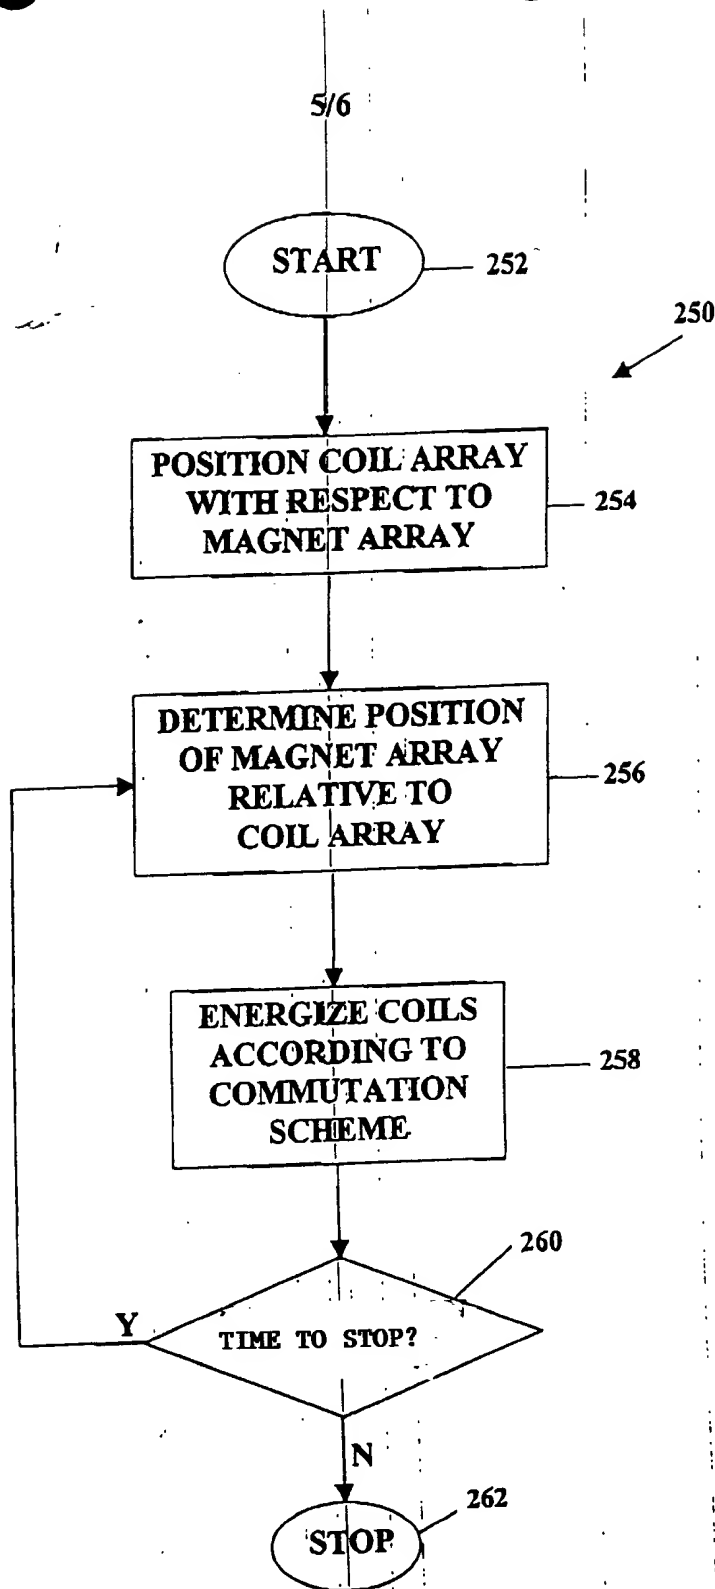 5/6
START
252
250
POSITION COIL ARRAY
WITH RESPECT TO
MAGNET ARRAY
254
DETERMINE POSITION
OF MAGNET ARRAY
RELATIVE TO
COIL ARRAY
256
ENERGIZE COILS
ACCORDING TO
COMMUTATION
SCHEME
258
260
Y
TIME TO STOP?
N
262
STOP